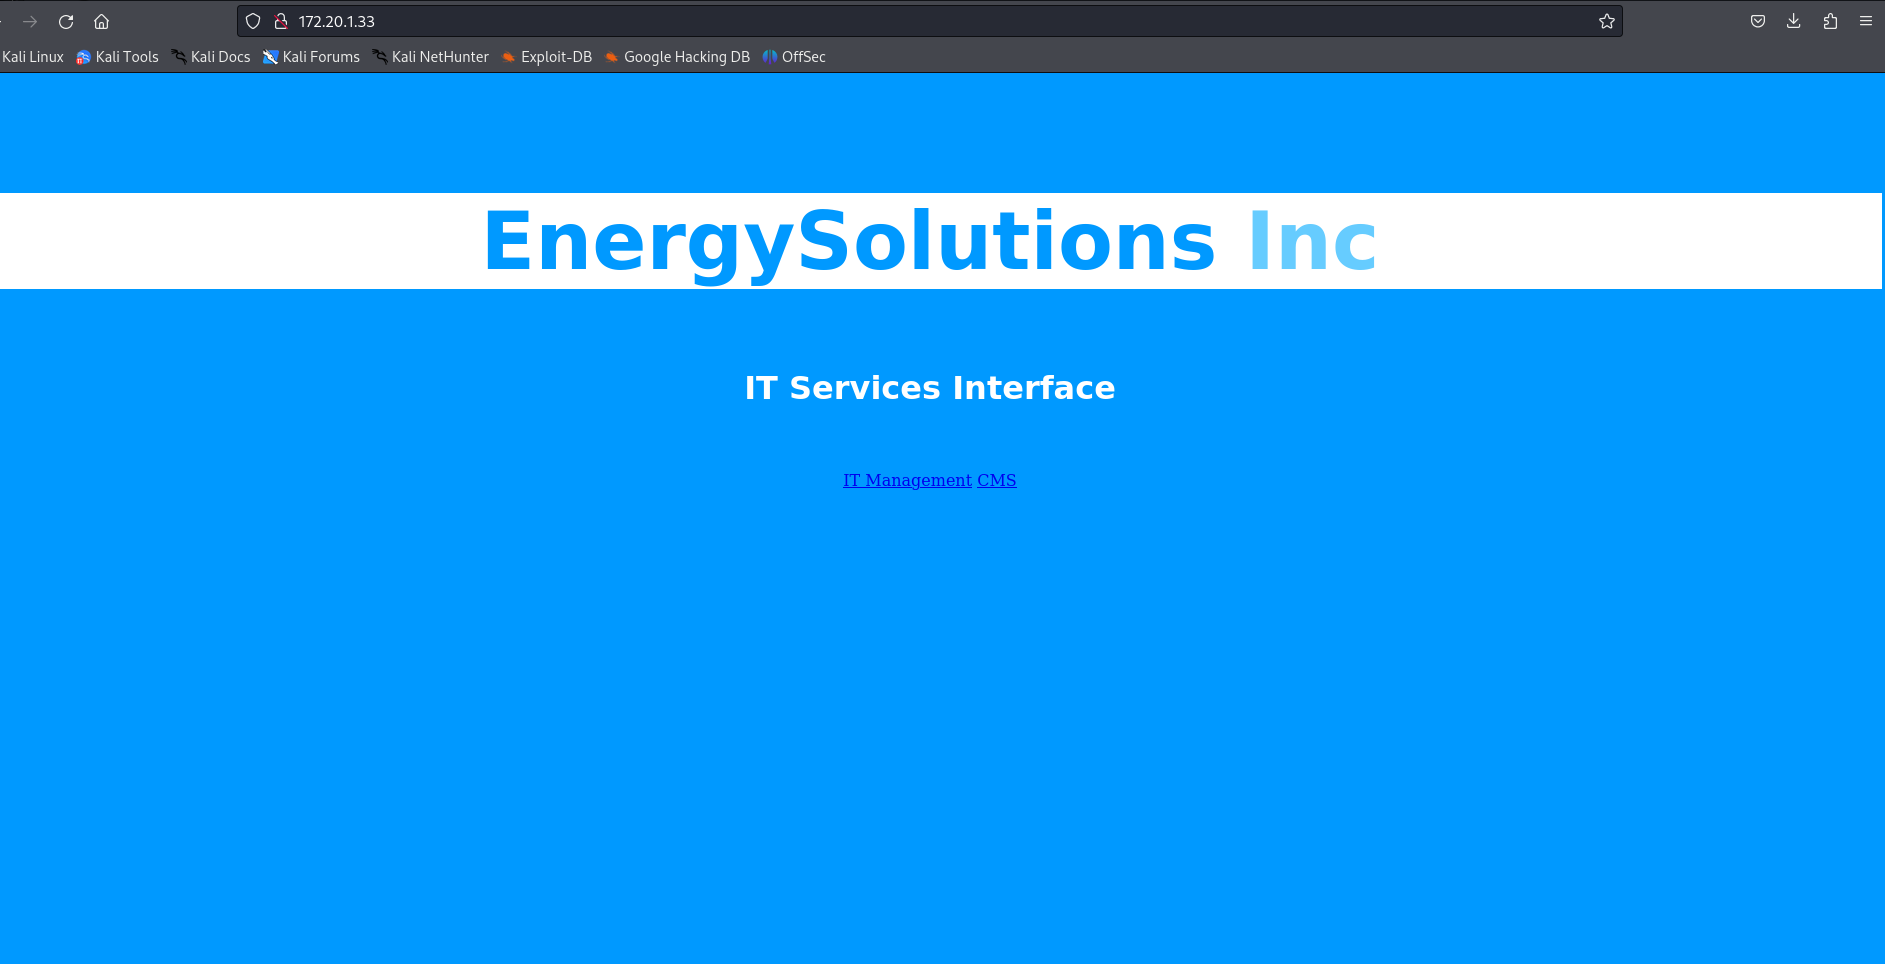 172.20.1.33
Kali Linux Kali Tools Kali Docs Kali Forums Kali NetHunter Exploit-DB Google Hacking DB OffSec
EnergySolutions Inc
IT Services Interface
IT Management CMS